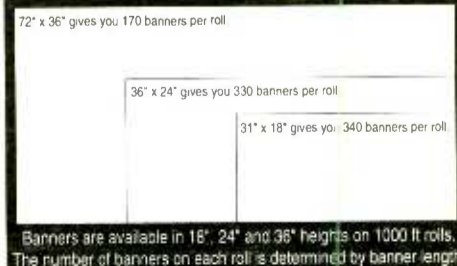 72" x 36" gives you 170 banners per roll
36" x 24" gives you 330 banners per roll
31" x 18" gives you 340 banners per roll
Banners are available in 18", 24" and 36" heights on 1000 ft rolls.
The number of banners on each roll is determined by banner length